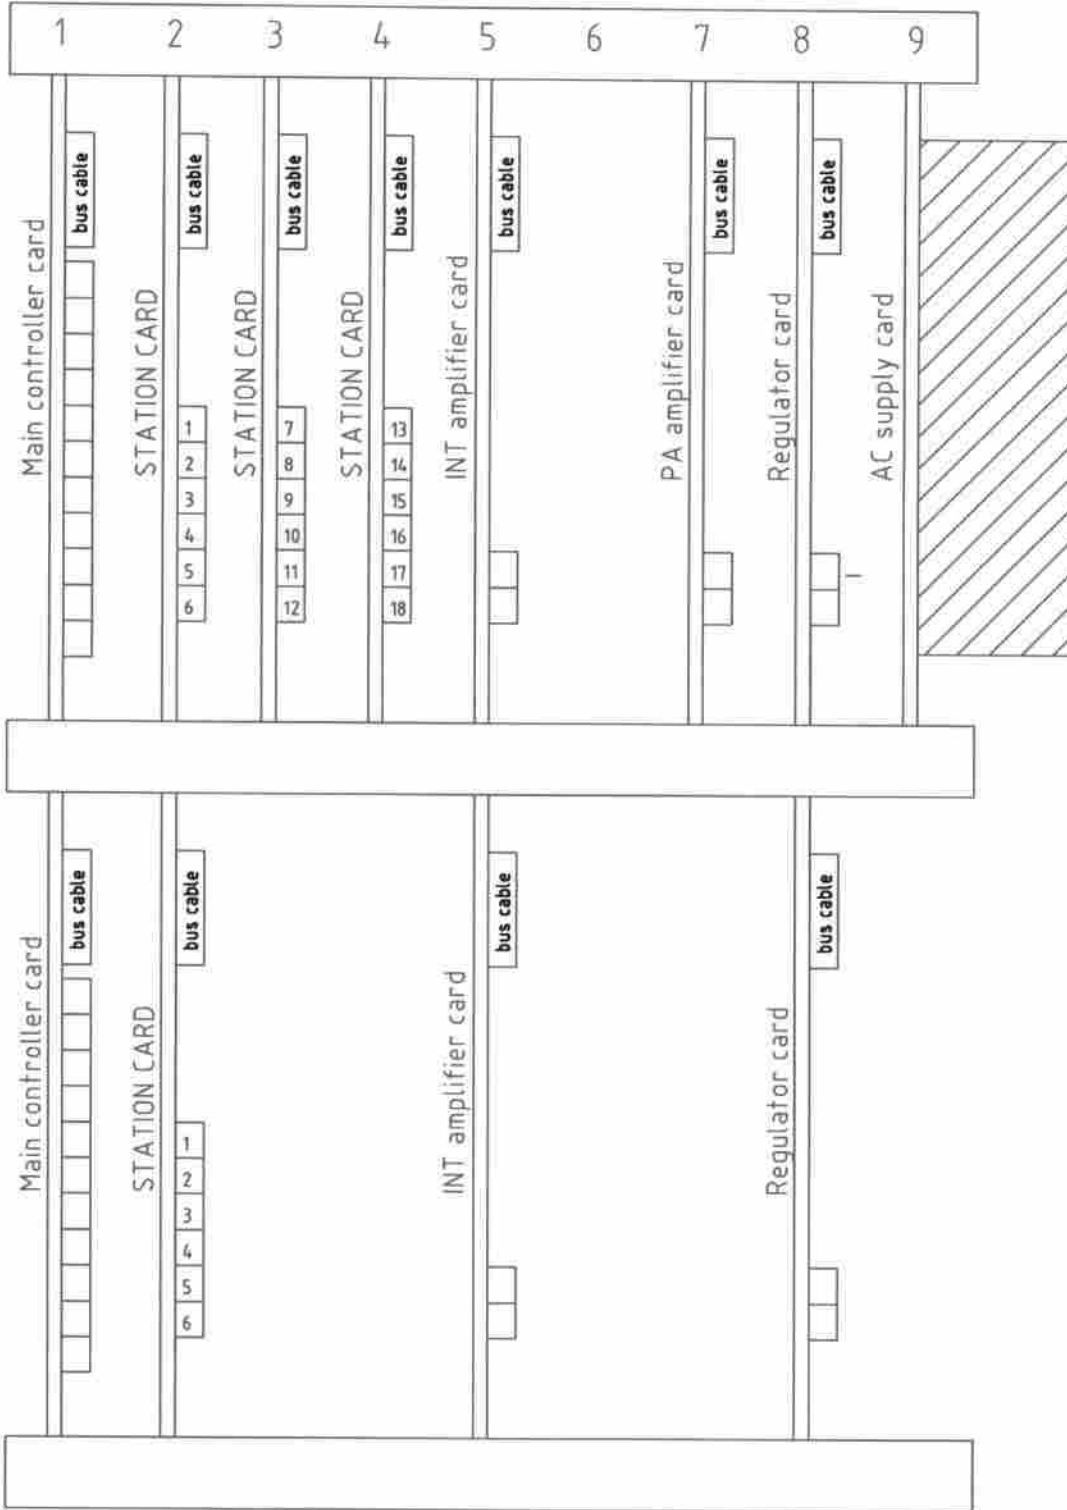 1 2 3 4 5 6 7 8 9
Main controller card
bus cable
STATION CARD
bus cable
1
2
3
4
5
6
STATION CARD
bus cable
7
8
9
10
11
12
STATION CARD
bus cable
13
14
15
16
17
18
INT amplifier card
bus cable
PA amplifier card
bus cable
Regulator card
bus cable
AC supply card
Main controller card
bus cable
STATION CARD
bus cable
1
2
3
4
5
6
INT amplifier card
bus cable
Regulator card
bus cable